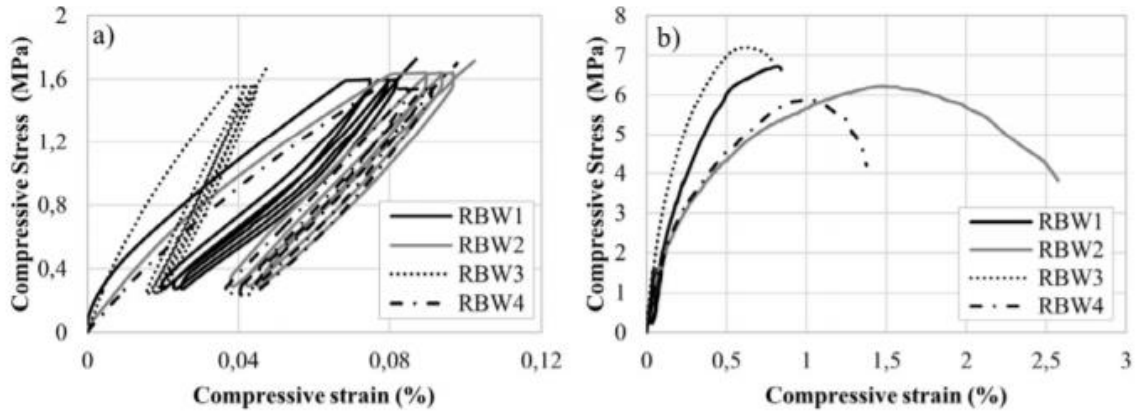 a)
Compressive Stress (MPa)
2
1,6
1,2
0,8
0,4
0
0
0,04
0,08
0,12
Compressive strain (%)
RBW1
RBW2
RBW3
RBW4
b)
Compressive Stress (MPa)
8
7
6
5
4
3
2
1
0
0
0,5
1
1,5
2
2,5
3
Compressive strain (%)
RBW1
RBW2
RBW3
RBW4